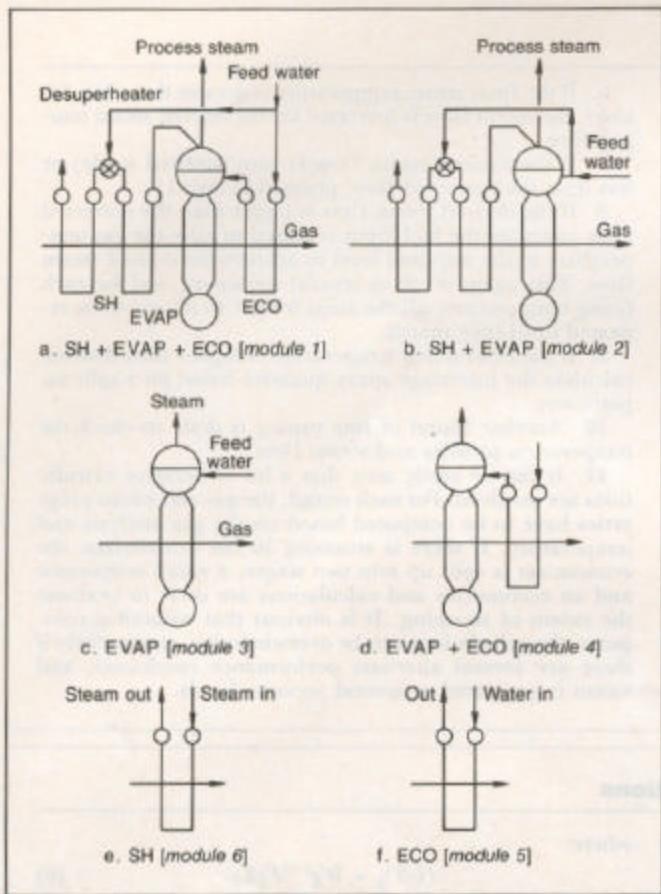 Process steam
Feed water
Desuperheater
Gas
SH
EVAP
ECO
a. SH + EVAP + ECO [module 1]
Process steam
Feed
water
Gas
b. SH + EVAP [module 2]
Steam
Feed
water
Gas
c. EVAP [module 3]
d. EVAP + ECO [module 4]
Steam out
Steam in
e. SH [module 6]
Out
Water in
f. ECO [module 5]